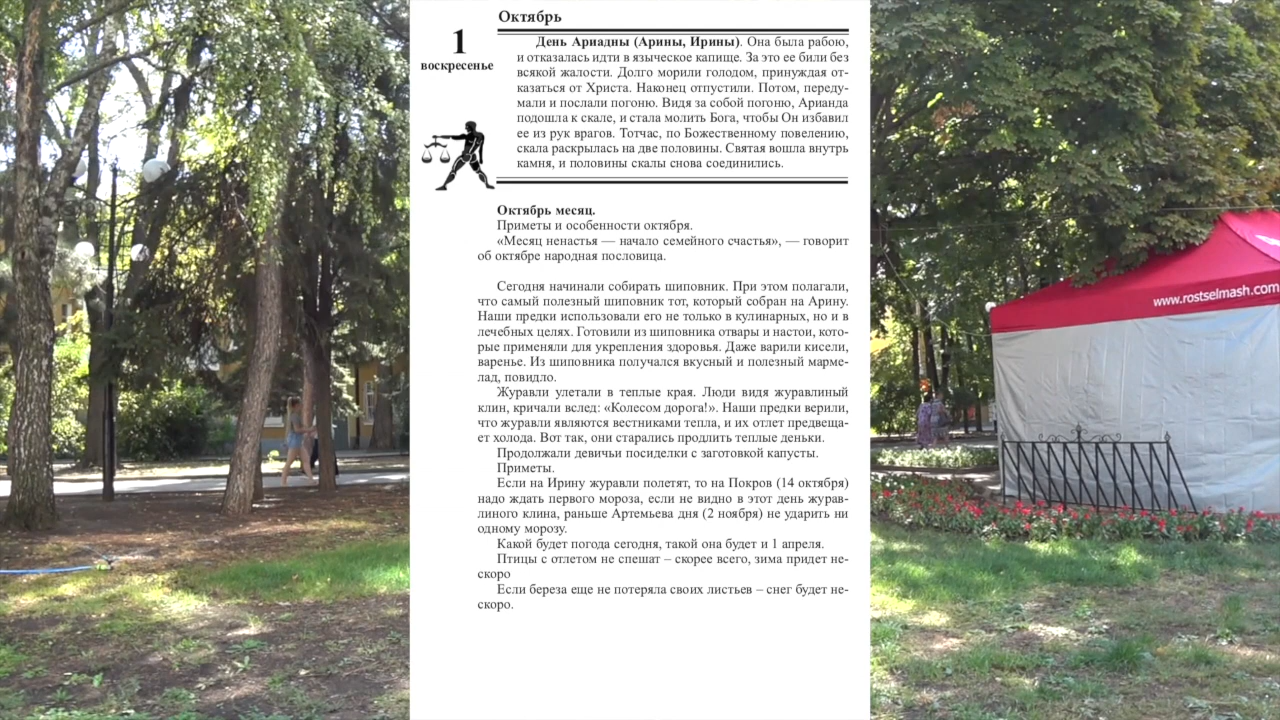 Октябрь
1
воскресенье
День Ариадны (Арины, Ирины). Она была рабою,
и отказалась идти в языческое капище. За это ее били без
всякой жалости. Долго морили голодом, принуждая от-
казаться от Христа. Наконец отпустили. Потом, переду-
мали и послали погоню. Видя за собой погоню, Арианда
подошла к скале, и стала молить Бога, чтобы Он избавил
ее из рук врагов. Тотчас, по Божественному повелению,
скала раскрылась на две половины. Святая вошла внутрь
камня, и половины скалы снова соединились.
Октябрь месяц.
Приметы и особенности октября.
«Месяц ненастья — начало семейного счастья», — говорит
об октябре народная пословица.
Сегодня начинали собирать шиповник. При этом полагали,
что самый полезный шиповник тот, который собран на Арину.
Наши предки использовали его не только в кулинарных, но и в
лечебных целях. Готовили из шиповника отвары и настои, кото-
рые применяли для укрепления здоровья. Даже варили кисели,
варенье. Из шиповника получался вкусный и полезный марме-
лад, повидло.
Журавли улетали в теплые края. Люди видя журавлиный
клин, кричали вслед: «Колесом дорога!». Наши предки верили,
что журавли являются вестниками тепла, и их отлет предвеща-
ет холода. Вот так, они старались продлить теплые деньки.
Продолжали девичьи посиделки с заготовкой капусты.
Приметы.
Если на Ирину журавли полетят, то на Покров (14 октября)
надо ждать первого мороза, если не видно в этот день журав-
линого клина, раньше Артемьева дня (2 ноября) не ударить ни
одному морозу.
Какой будет погода сегодня, такой она будет и 1 апреля.
Птицы с отлетом не спешат – скорее всего, зима придет не-
скоро
Если береза еще не потеряла своих листьев – снег будет не-
скоро.
www.rostselmash.com